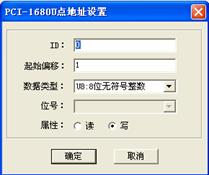 PCI-1680U点地址设置
ID： 0
起始偏移： 1
数据类型： U8:8位无符号整数
位号：
属性： 读 写
确定 取消